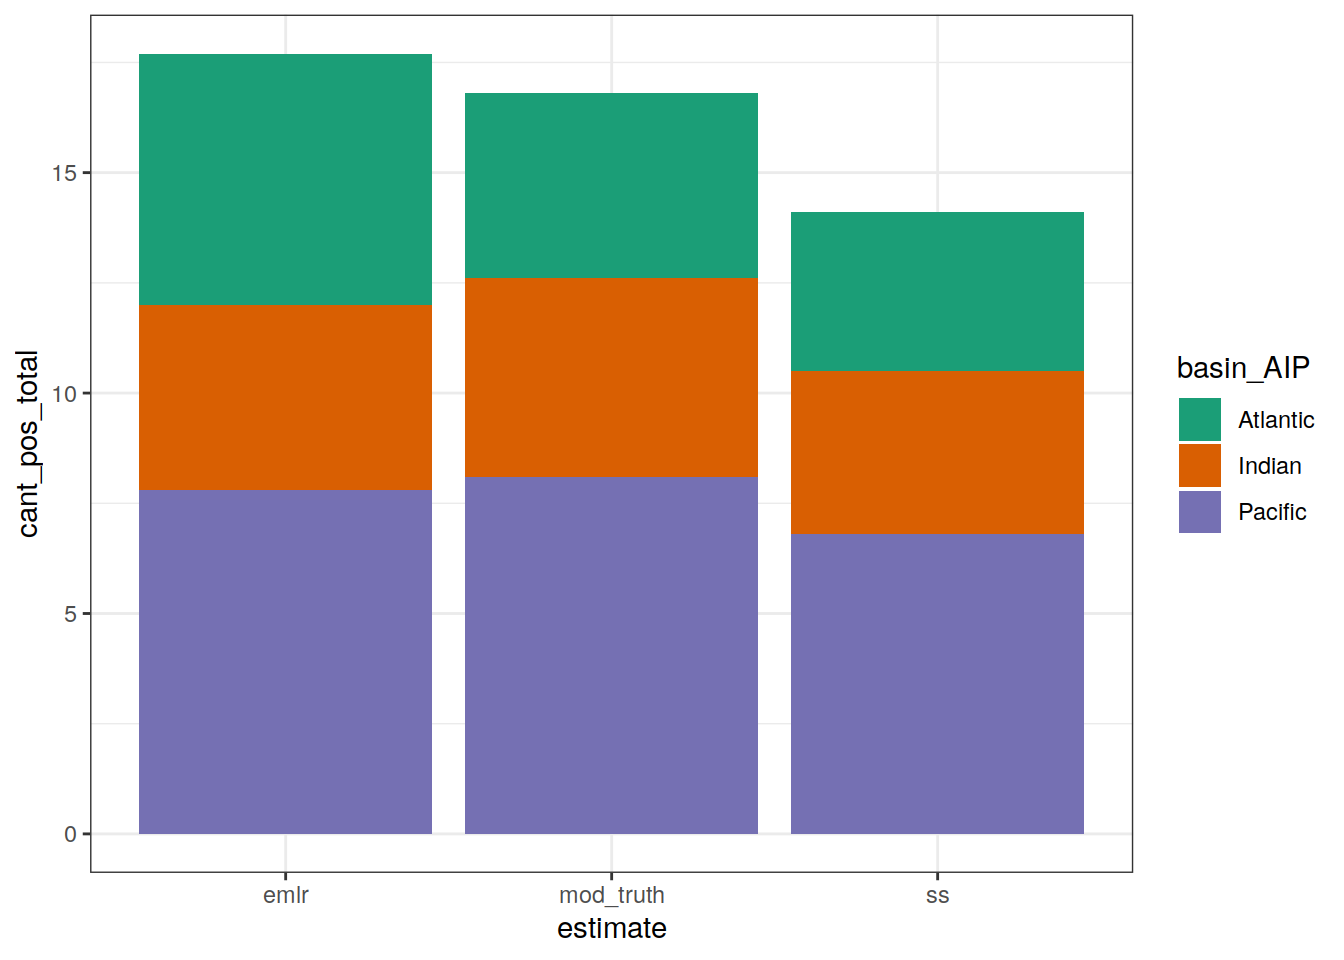 cant_pos_total
15
10
5
0
emlr
mod_truth
ss
estimate
basin_AIP
Atlantic
Indian
Pacific